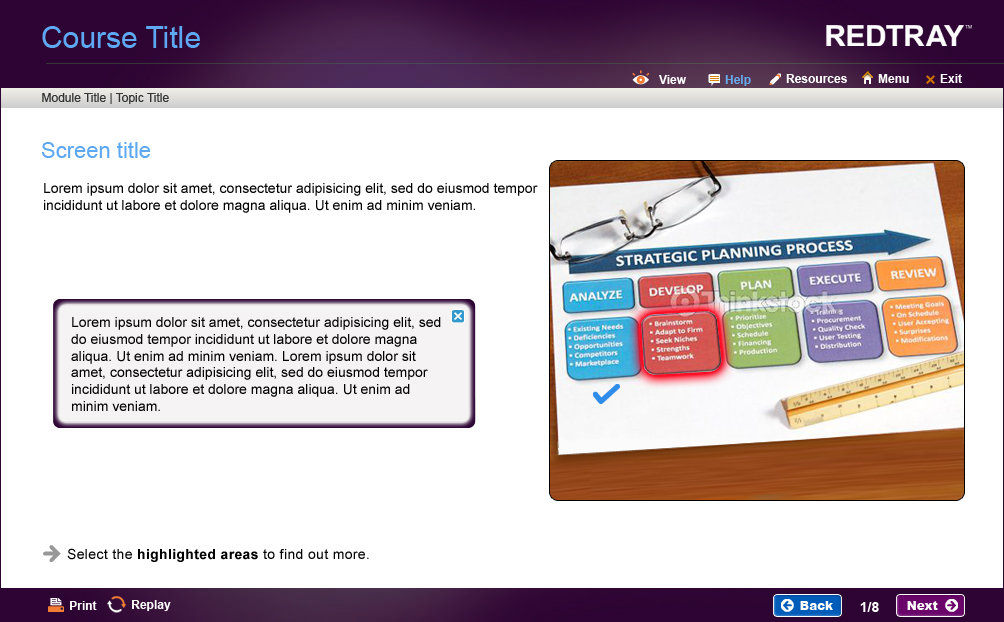 Course Title
REDTRAY™
View Help Resources Menu Exit
Module Title | Topic Title
Screen title
Lorem ipsum dolor sit amet, consectetur adipisicing elit, sed do eiusmod tempor
incididunt ut labore et dolore magna aliqua. Ut enim ad minim veniam.
Lorem ipsum dolor sit amet, consectetur adipisicing elit, sed
do eiusmod tempor incididunt ut labore et dolore magna
aliqua. Ut enim ad minim veniam. Lorem ipsum dolor sit
amet, consectetur adipisicing elit, sed do eiusmod tempor
incididunt ut labore et dolore magna aliqua. Ut enim ad
minim veniam.
STRATEGIC PLANNING PROCESS
ANALYZE
• Existing Needs
• Deficiencies
• Opportunities
• Competitors
• Marketplace
DEVELOP
• Brainstorm
• Adapt to Firm
• Seek Niches
• Strengths
• Teamwork
PLAN
• Prioritise
• Objectives
• Schedule
• Financing
• Production
EXECUTE
• Training
• Procurement
• Quality Check
• User Testing
• Distribution
REVIEW
• Meeting Goals
• On Schedule
• User Accepting
• Surprises
• Modifications
Thinkstock
Select the highlighted areas to find out more.
Print Replay
Back 1/8 Next